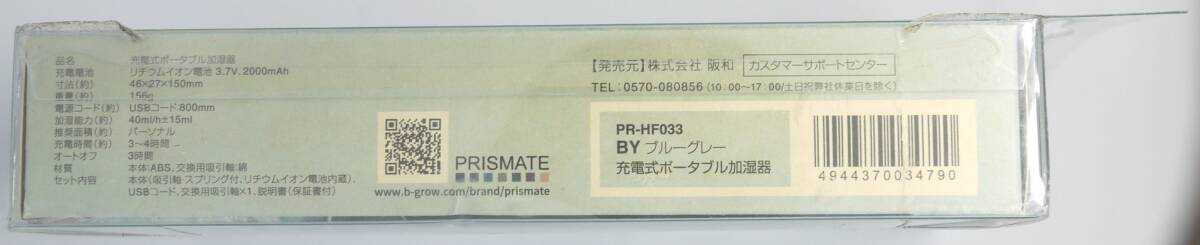 品名 充電式ポータブル加湿器
充電電池 リチウムイオン電池 3.7V、2000mAh
寸法(約) 46×27×150mm
重量(約) 156g
電源コード(約) USBコード:800mm
加湿能力(約) 40ml/h±15ml
推奨面積(約) パーソナル
充電時間(約) 3〜4時間
オートオフ 3時間
材質 本体:ABS、交換用吸引軸:綿
セット内容 本体(吸引軸・スプリング付、リチウムイオン電池内蔵)、
USBコード、交換用吸引軸×1、説明書(保証書付)
PRISMATE
www.b-grow.com/brand/prismate
【発売元】株式会社 阪和 カスタマーサポートセンター
TEL:0570-080856(10:00〜17:00/土日祝弊社休業日を除く)
PR-HF033
BY ブルーグレー
充電式ポータブル加湿器
4944370034790